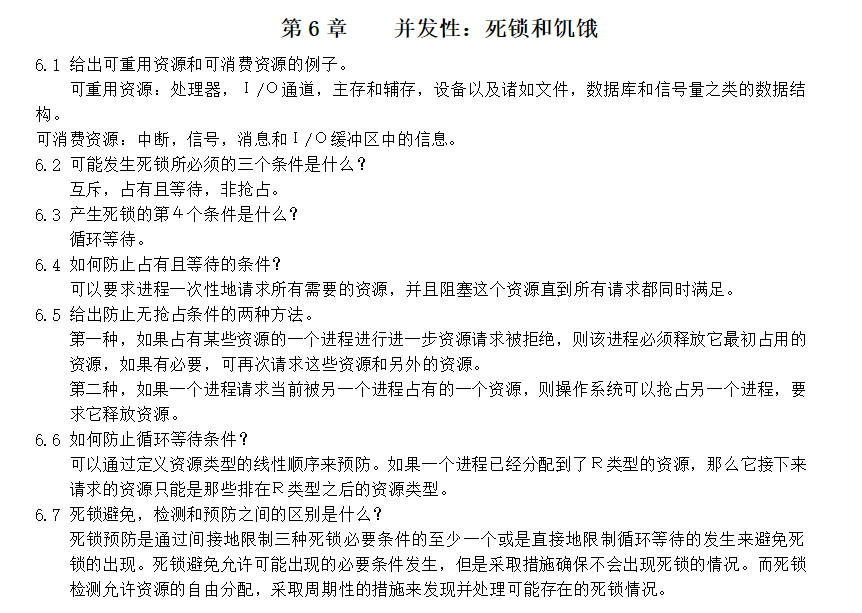 第6章 并发性：死锁和饥饿
6.1 给出可重用资源和可消费资源的例子。
可重用资源：处理器，Ｉ/Ｏ通道，主存和辅存，设备以及诸如文件，数据库和信号量之类的数据结
构。
可消费资源：中断，信号，消息和Ｉ/Ｏ缓冲区中的信息。
6.2 可能发生死锁所必须的三个条件是什么？
互斥，占有且等待，非抢占。
6.3 产生死锁的第４个条件是什么？
循环等待。
6.4 如何防止占有且等待的条件？
可以要求进程一次性地请求所有需要的资源，并且阻塞这个资源直到所有请求都同时满足。
6.5 给出防止无抢占条件的两种方法。
第一种，如果占有某些资源的一个进程进行进一步资源请求被拒绝，则该进程必须释放它最初占用的
资源，如果有必要，可再次请求这些资源和另外的资源。
第二种，如果一个进程请求当前被另一个进程占有的一个资源，则操作系统可以抢占另一个进程，要
求它释放资源。
6.6 如何防止循环等待条件？
可以通过定义资源类型的线性顺序来预防。如果一个进程已经分配到了Ｒ类型的资源，那么它接下来
请求的资源只能是那些排在Ｒ类型之后的资源类型。
6.7 死锁避免，检测和预防之间的区别是什么？
死锁预防是通过间接地限制三种死锁必要条件的至少一个或是直接地限制循环等待的发生来避免死
锁的出现。死锁避免允许可能出现的必要条件发生，但是采取措施确保不会出现死锁的情况。而死锁
检测允许资源的自由分配，采取周期性的措施来发现并处理可能存在的死锁情况。